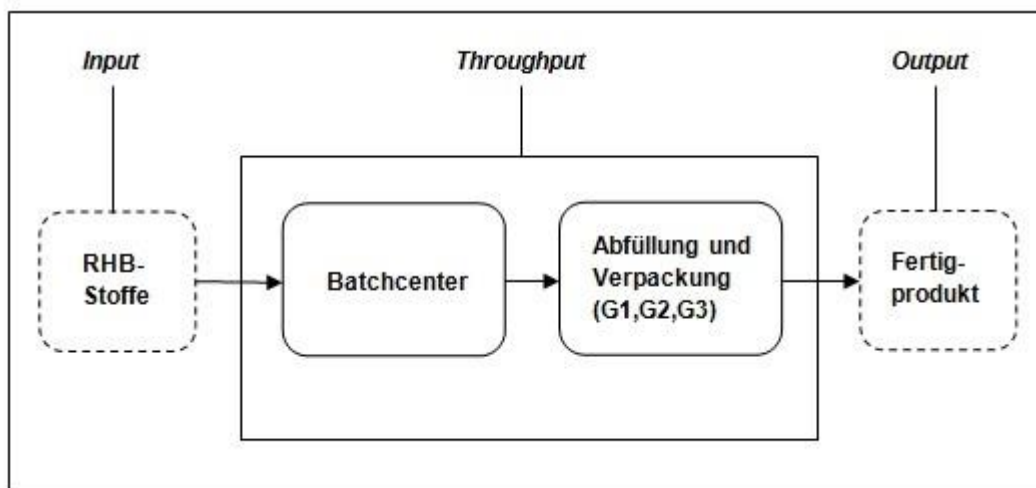 Input
Throughput
Output
RHB-
Stoffe
Batchcenter
Abfüllung und
Verpackung
(G1,G2,G3)
Fertig-
produkt